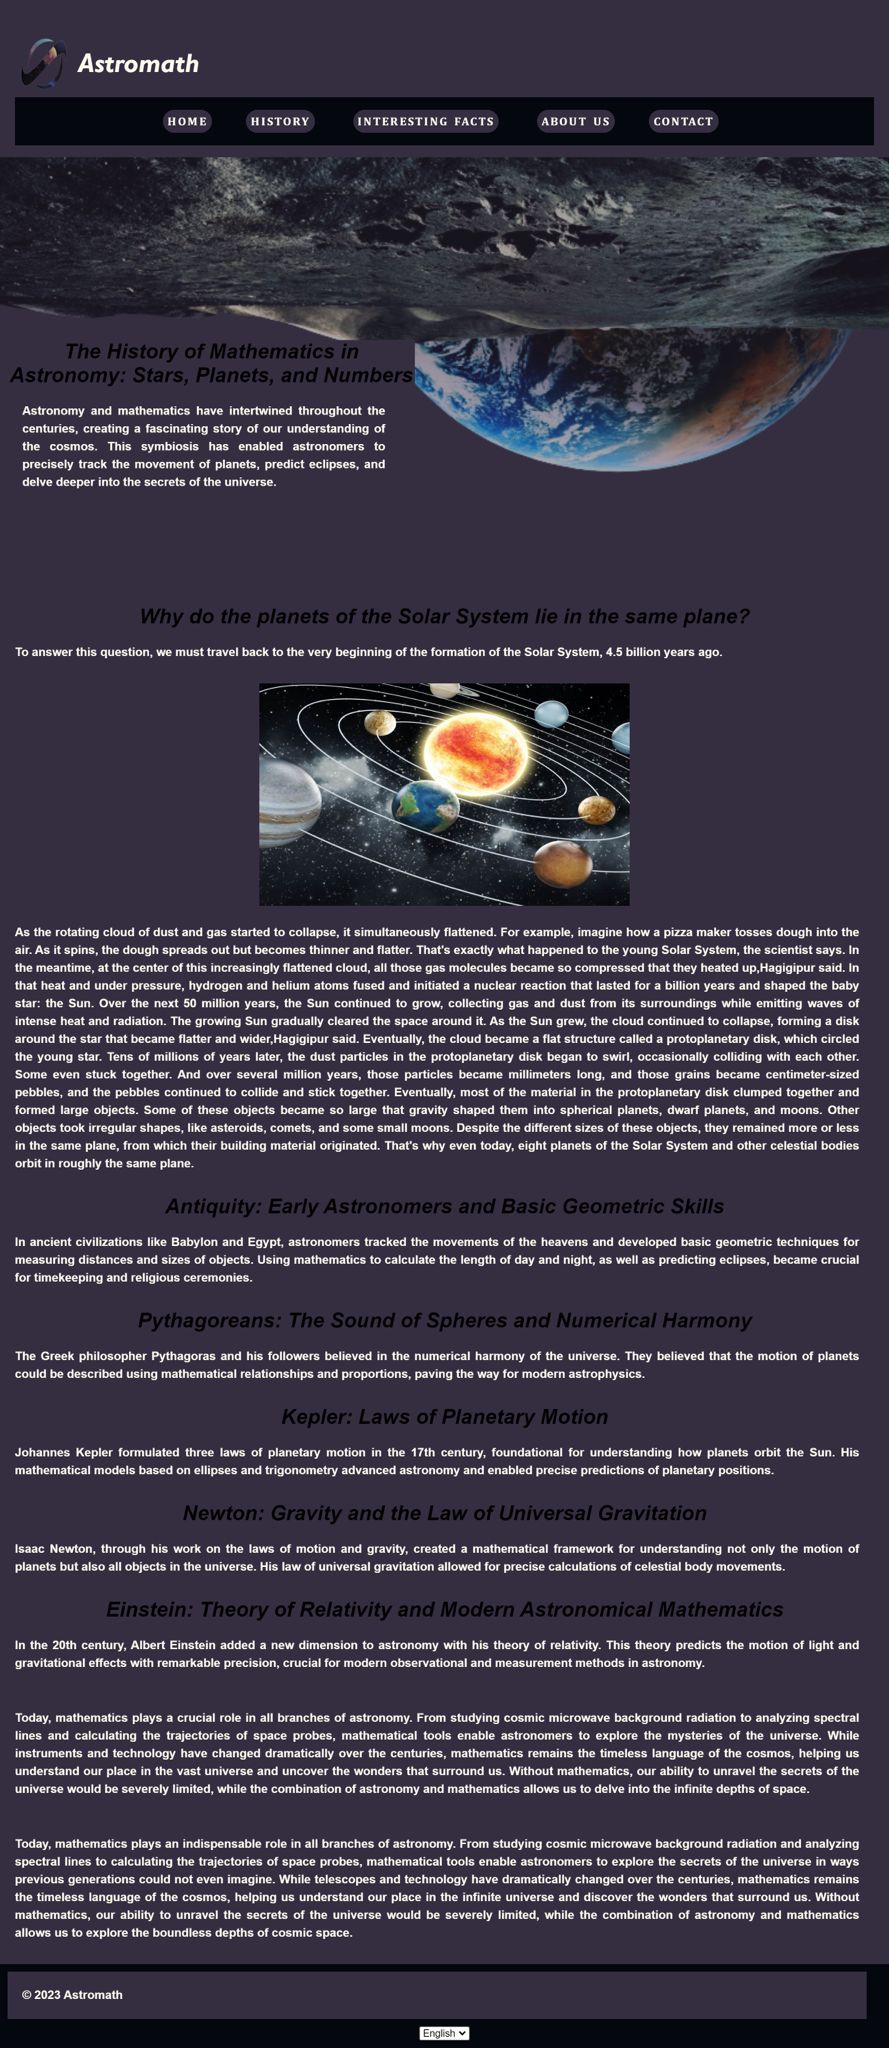 Astromath
HOME
HISTORY
INTERESTING FACTS
ABOUT US
CONTACT
The History of Mathematics in
Astronomy: Stars, Planets, and Numbers
Astronomy and mathematics have intertwined throughout the
centuries, creating a fascinating story of our understanding of
the cosmos. This symbiosis has enabled astronomers to
precisely track the movement of planets, predict eclipses, and
delve deeper into the secrets of the universe.
Why do the planets of the Solar System lie in the same plane?
To answer this question, we must travel back to the very beginning of the formation of the Solar System, 4.5 billion years ago.
As the rotating cloud of dust and gas started to collapse, it simultaneously flattened. For example, imagine how a pizza maker tosses dough into the
air. As it spins, the dough spreads out but becomes thinner and flatter. That's exactly what happened to the young Solar System, the scientist says. In
the meantime, at the center of this increasingly flattened cloud, all those gas molecules became so compressed that they heated up,Hagigipur said. In
that heat and under pressure, hydrogen and helium atoms fused and initiated a nuclear reaction that lasted for a billion years and shaped the baby
star: the Sun. Over the next 50 million years, the Sun continued to grow, collecting gas and dust from its surroundings while emitting waves of
intense heat and radiation. The growing Sun gradually cleared the space around it. As the Sun grew, the cloud continued to collapse, forming a disk
around the star that became flatter and wider,Hagigipur said. Eventually, the cloud became a flat structure called a protoplanetary disk, which circled
the young star. Tens of millions of years later, the dust particles in the protoplanetary disk began to swirl, occasionally colliding with each other.
Some even stuck together. And over several million years, those particles became millimeters long, and those grains became centimeter-sized
pebbles, and the pebbles continued to collide and stick together. Eventually, most of the material in the protoplanetary disk clumped together and
formed large objects. Some of these objects became so large that gravity shaped them into spherical planets, dwarf planets, and moons. Other
objects took irregular shapes, like asteroids, comets, and some small moons. Despite the different sizes of these objects, they remained more or less
in the same plane, from which their building material originated. That's why even today, eight planets of the Solar System and other celestial bodies
orbit in roughly the same plane.
Antiquity: Early Astronomers and Basic Geometric Skills
In ancient civilizations like Babylon and Egypt, astronomers tracked the movements of the heavens and developed basic geometric techniques for
measuring distances and sizes of objects. Using mathematics to calculate the length of day and night, as well as predicting eclipses, became crucial
for timekeeping and religious ceremonies.
Pythagoreans: The Sound of Spheres and Numerical Harmony
The Greek philosopher Pythagoras and his followers believed in the numerical harmony of the universe. They believed that the motion of planets
could be described using mathematical relationships and proportions, paving the way for modern astrophysics.
Kepler: Laws of Planetary Motion
Johannes Kepler formulated three laws of planetary motion in the 17th century, foundational for understanding how planets orbit the Sun. His
mathematical models based on ellipses and trigonometry advanced astronomy and enabled precise predictions of planetary positions.
Newton: Gravity and the Law of Universal Gravitation
Isaac Newton, through his work on the laws of motion and gravity, created a mathematical framework for understanding not only the motion of
planets but also all objects in the universe. His law of universal gravitation allowed for precise calculations of celestial body movements.
Einstein: Theory of Relativity and Modern Astronomical Mathematics
In the 20th century, Albert Einstein added a new dimension to astronomy with his theory of relativity. This theory predicts the motion of light and
gravitational effects with remarkable precision, crucial for modern observational and measurement methods in astronomy.
Today, mathematics plays a crucial role in all branches of astronomy. From studying cosmic microwave background radiation to analyzing spectral
lines and calculating the trajectories of space probes, mathematical tools enable astronomers to explore the mysteries of the universe. While
instruments and technology have changed dramatically over the centuries, mathematics remains the timeless language of the cosmos, helping us
understand our place in the vast universe and uncover the wonders that surround us. Without mathematics, our ability to unravel the secrets of the
universe would be severely limited, while the combination of astronomy and mathematics allows us to delve into the infinite depths of space.
Today, mathematics plays an indispensable role in all branches of astronomy. From studying cosmic microwave background radiation and analyzing
spectral lines to calculating the trajectories of space probes, mathematical tools enable astronomers to explore the secrets of the universe in ways
previous generations could not even imagine. While telescopes and technology have dramatically changed over the centuries, mathematics remains
the timeless language of the cosmos, helping us understand our place in the infinite universe and discover the wonders that surround us. Without
mathematics, our ability to unravel the secrets of the universe would be severely limited, while the combination of astronomy and mathematics
allows us to explore the boundless depths of cosmic space.
© 2023 Astromath
English